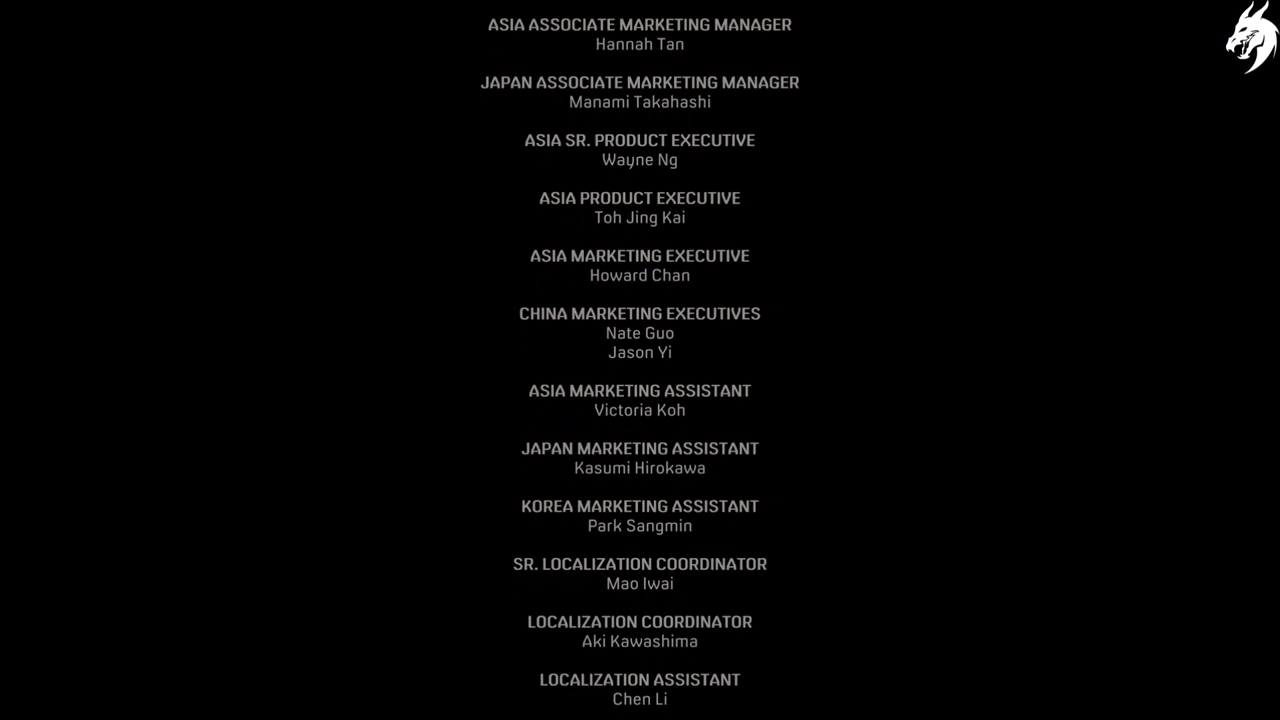 ASIA ASSOCIATE MARKETING MANAGER
Hannah Tan
JAPAN ASSOCIATE MARKETING MANAGER
Manami Takahashi
ASIA SR. PRODUCT EXECUTIVE
Wayne Ng
ASIA PRODUCT EXECUTIVE
Toh Jing Kai
ASIA MARKETING EXECUTIVE
Howard Chan
CHINA MARKETING EXECUTIVES
Nate Guo
Jason Yi
ASIA MARKETING ASSISTANT
Victoria Koh
JAPAN MARKETING ASSISTANT
Kasumi Hirokawa
KOREA MARKETING ASSISTANT
Park Sangmin
SR. LOCALIZATION COORDINATOR
Mao Iwai
LOCALIZATION COORDINATOR
Aki Kawashima
LOCALIZATION ASSISTANT
Chen Li